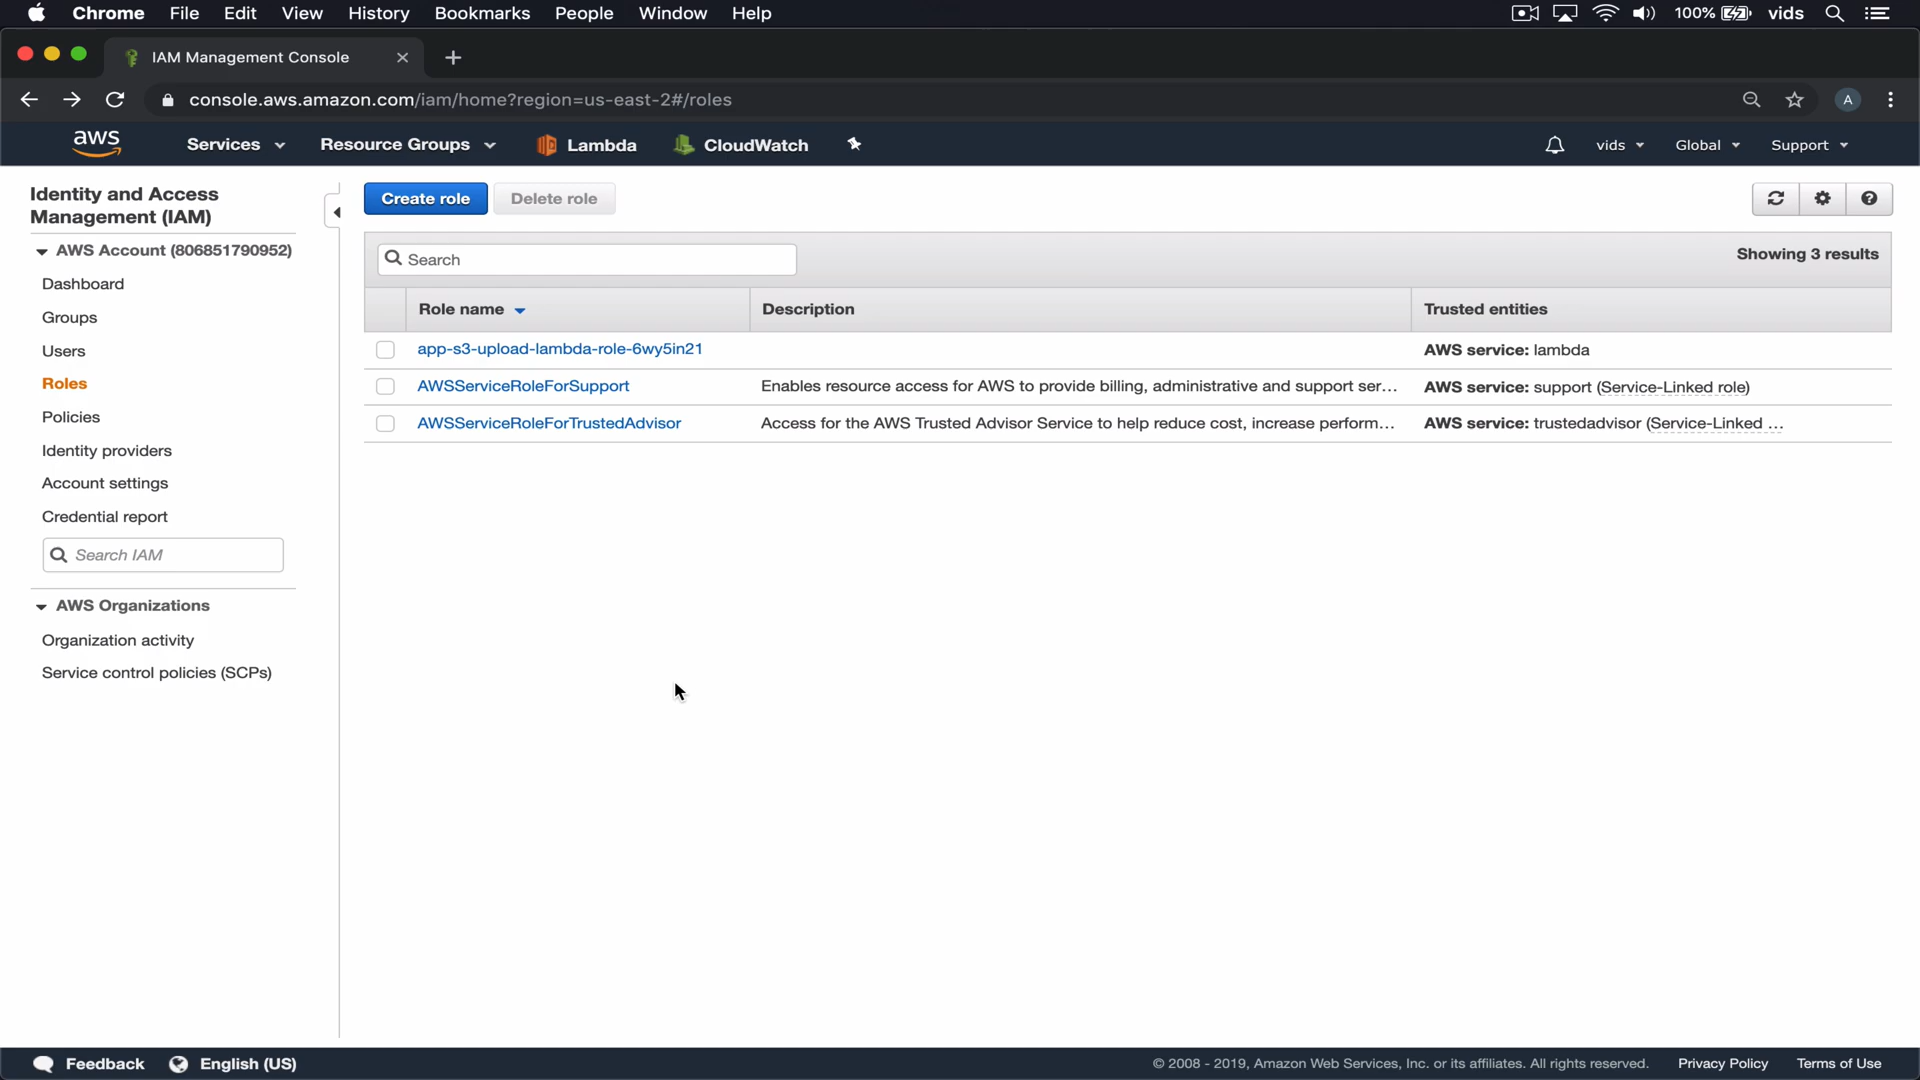 Chrome File Edit View History Bookmarks People Window Help 100% vids
IAM Management Console
console.aws.amazon.com/iam/home?region=us-east-2#/roles A
aws Services Resource Groups Lambda CloudWatch vids Global Support
Identity and Access
Management (IAM)
AWS Account (806851790952)
Dashboard
Groups
Users
Roles
Policies
Identity providers
Account settings
Credential report
Search IAM
AWS Organizations
Organization activity
Service control policies (SCPs)
Create role Delete role
Search Showing 3 results
Role name Description Trusted entities
app-s3-upload-lambda-role-6wy5in21 AWS service: lambda
AWSServiceRoleForSupport Enables resource access for AWS to provide billing, administrative and support ser... AWS service: support (Service-Linked role)
AWSServiceRoleForTrustedAdvisor Access for the AWS Trusted Advisor Service to help reduce cost, increase perform... AWS service: trustedadvisor (Service-Linked ...
Feedback English (US) © 2008 - 2019, Amazon Web Services, Inc. or its affiliates. All rights reserved. Privacy Policy Terms of Use